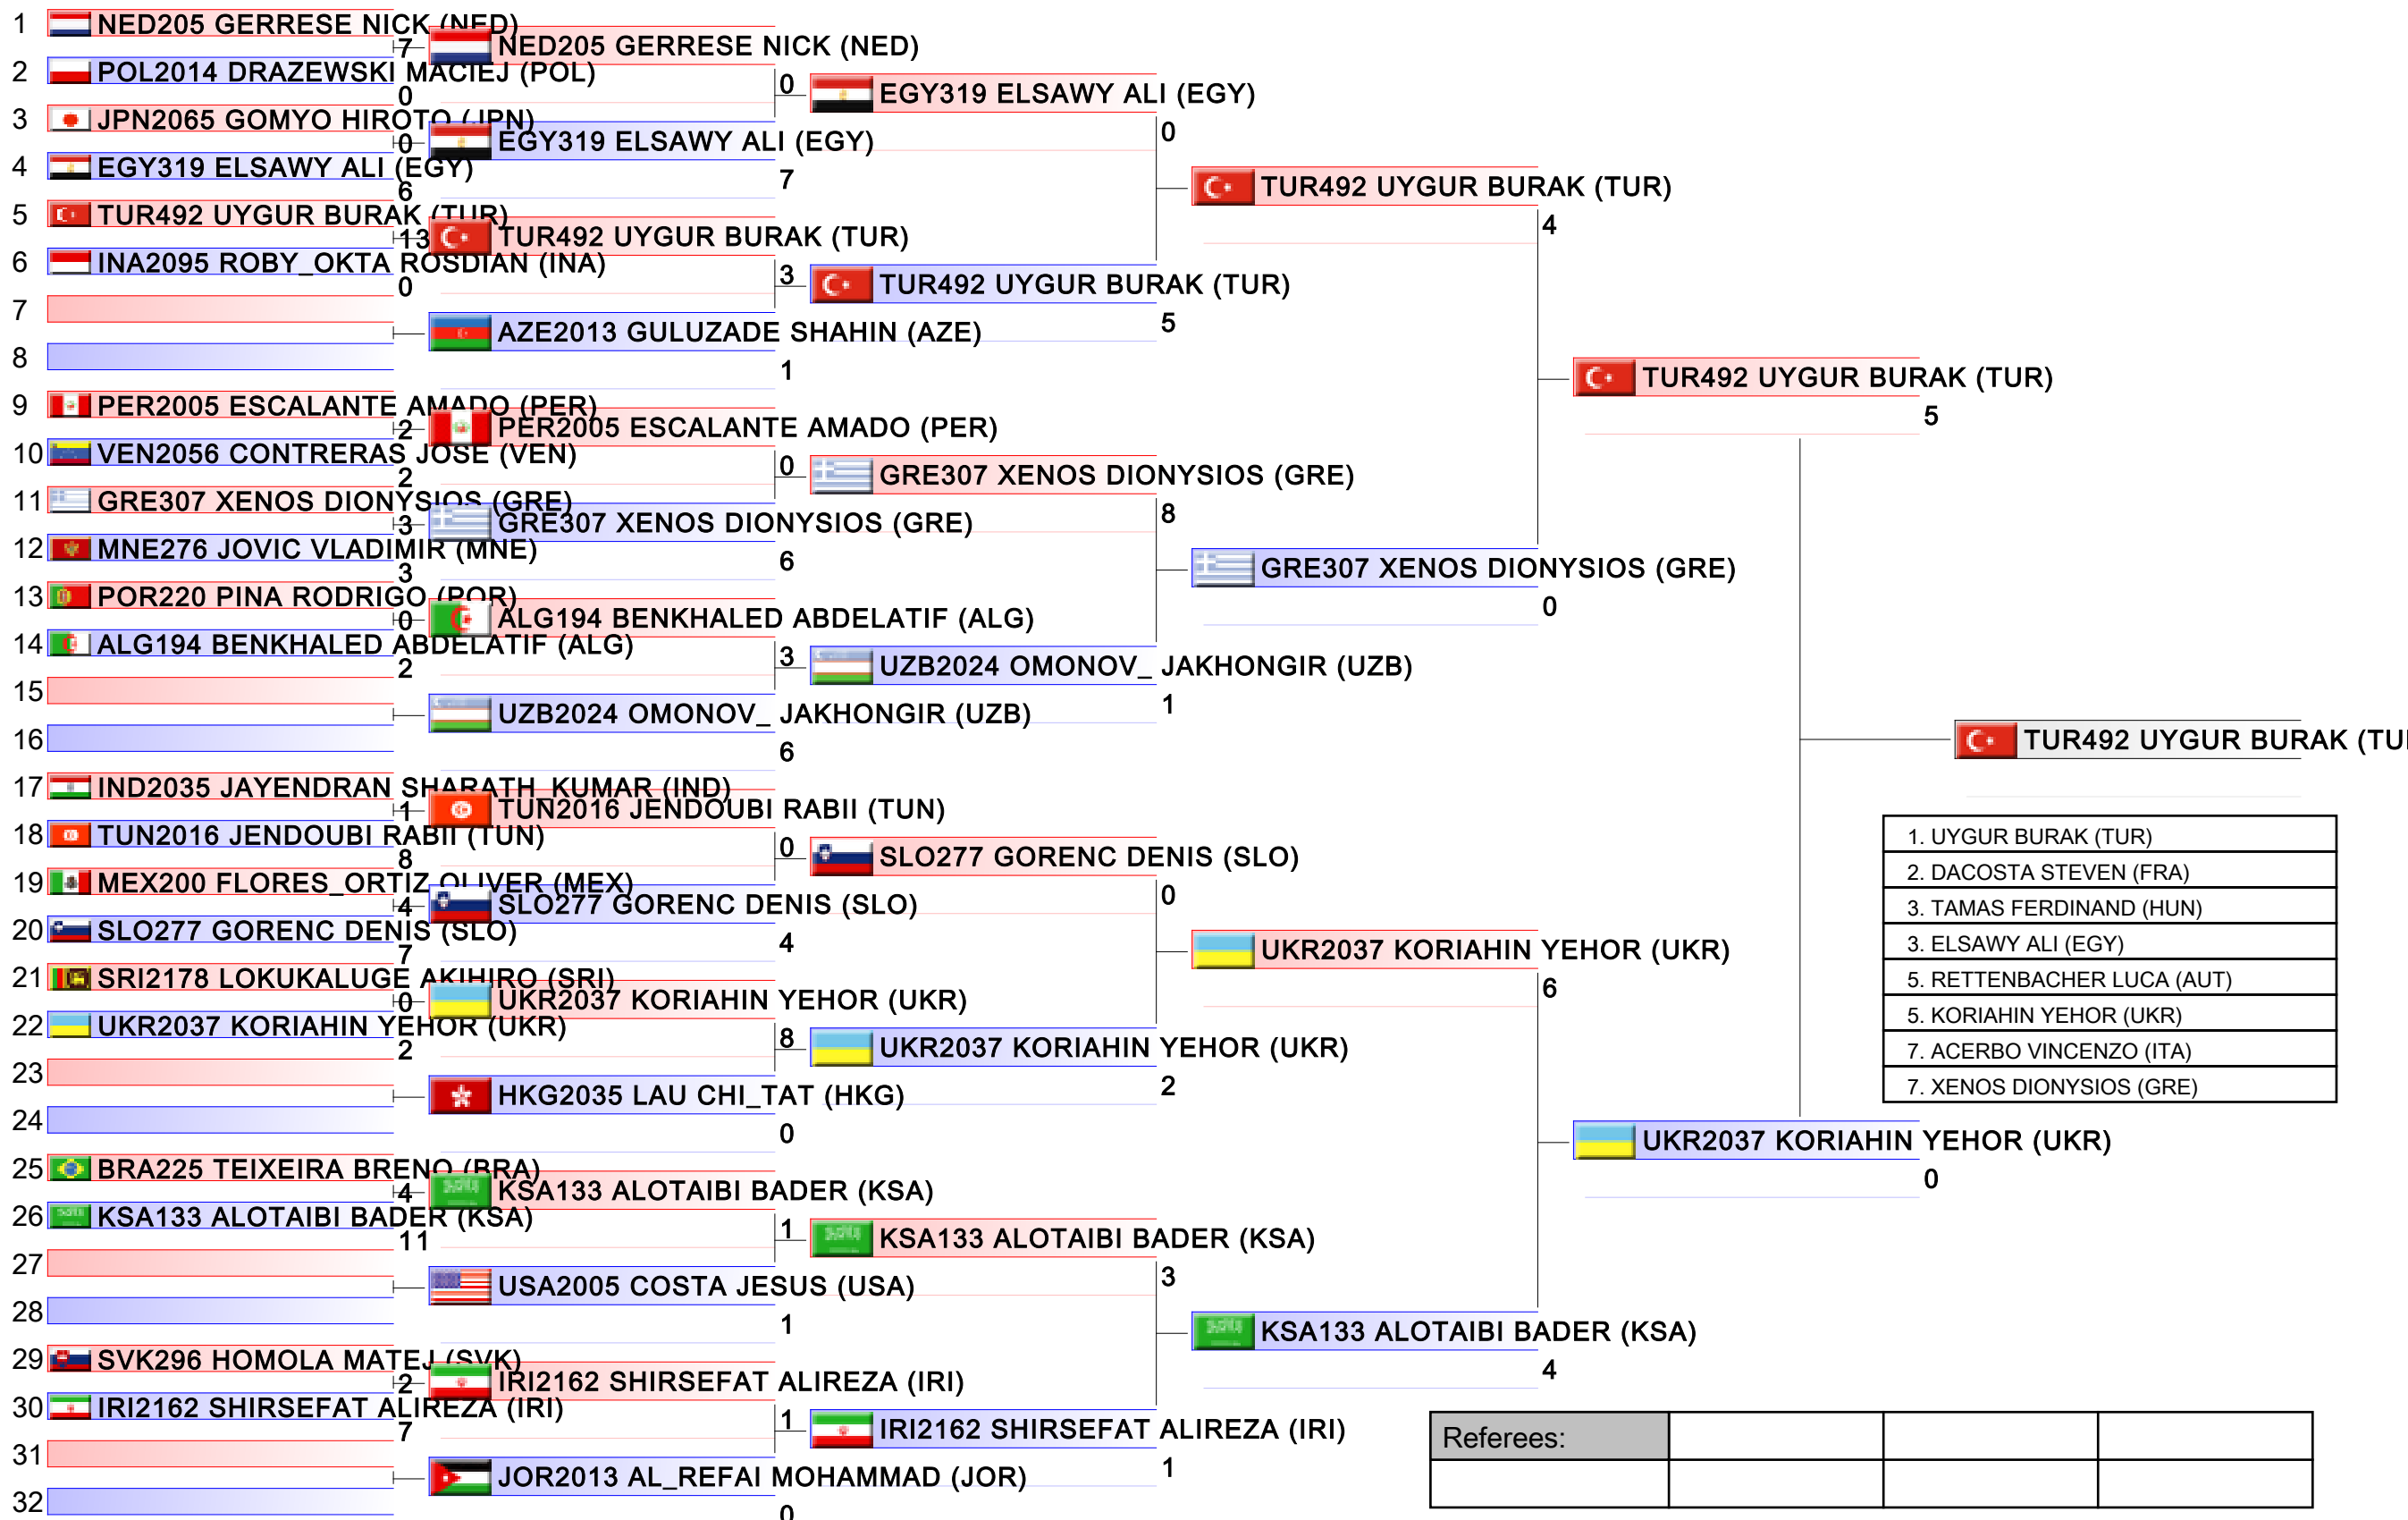 1 NED205 GERRESE NICK (NED)
7
2 POL2014 DRAZEWSKI MACIEJ (POL)
0
3 JPN2065 GOMYO HIROTO (JPN)
0
4 EGY319 ELSAWY ALI (EGY)
6
5 TUR492 UYGUR BURAK (TUR)
13
6 INA2095 ROBY_OKTA ROSDIAN (INA)
0
7
8
9 PER2005 ESCALANTE AMADO (PER)
2
10 VEN2056 CONTRERAS JOSE (VEN)
2
11 GRE307 XENOS DIONYSIOS (GRE)
3
12 MNE276 JOVIC VLADIMIR (MNE)
3
13 POR220 PINA RODRIGO (POR)
0
14 ALG194 BENKHALED ABDELATIF (ALG)
2
15
16
17 IND2035 JAYENDRAN SHARATH_KUMAR (IND)
1
18 TUN2016 JENDOUBI RABII (TUN)
8
19 MEX200 FLORES_ORTIZ OLIVER (MEX)
4
20 SLO277 GORENC DENIS (SLO)
7
21 SRI2178 LOKUKALUGE AKIHIRO (SRI)
0
22 UKR2037 KORIAHIN YEHOR (UKR)
2
23
24
25 BRA225 TEIXEIRA BRENO (BRA)
4
26 KSA133 ALOTAIBI BADER (KSA)
11
27
28
29 SVK296 HOMOLA MATEJ (SVK)
2
30 IRI2162 SHIRSEFAT ALIREZA (IRI)
7
31
32
NED205 GERRESE NICK (NED)
0
EGY319 ELSAWY ALI (EGY)
7
TUR492 UYGUR BURAK (TUR)
3
AZE2013 GULUZADE SHAHIN (AZE)
1
PER2005 ESCALANTE AMADO (PER)
0
GRE307 XENOS DIONYSIOS (GRE)
6
ALG194 BENKHALED ABDELATIF (ALG)
3
UZB2024 OMONOV_ JAKHONGIR (UZB)
6
TUN2016 JENDOUBI RABII (TUN)
0
SLO277 GORENC DENIS (SLO)
4
UKR2037 KORIAHIN YEHOR (UKR)
8
HKG2035 LAU CHI_TAT (HKG)
0
KSA133 ALOTAIBI BADER (KSA)
1
USA2005 COSTA JESUS (USA)
1
IRI2162 SHIRSEFAT ALIREZA (IRI)
1
JOR2013 AL_REFAI MOHAMMAD (JOR)
0
EGY319 ELSAWY ALI (EGY)
0
TUR492 UYGUR BURAK (TUR)
5
GRE307 XENOS DIONYSIOS (GRE)
8
UZB2024 OMONOV_ JAKHONGIR (UZB)
1
SLO277 GORENC DENIS (SLO)
0
UKR2037 KORIAHIN YEHOR (UKR)
2
KSA133 ALOTAIBI BADER (KSA)
3
IRI2162 SHIRSEFAT ALIREZA (IRI)
1
TUR492 UYGUR BURAK (TUR)
4
GRE307 XENOS DIONYSIOS (GRE)
0
UKR2037 KORIAHIN YEHOR (UKR)
6
KSA133 ALOTAIBI BADER (KSA)
4
TUR492 UYGUR BURAK (TUR)
5
UKR2037 KORIAHIN YEHOR (UKR)
0
TUR492 UYGUR BURAK (TU
1. UYGUR BURAK (TUR)
2. DACOSTA STEVEN (FRA)
3. TAMAS FERDINAND (HUN)
3. ELSAWY ALI (EGY)
5. RETTENBACHER LUCA (AUT)
5. KORIAHIN YEHOR (UKR)
7. ACERBO VINCENZO (ITA)
7. XENOS DIONYSIOS (GRE)
Referees: